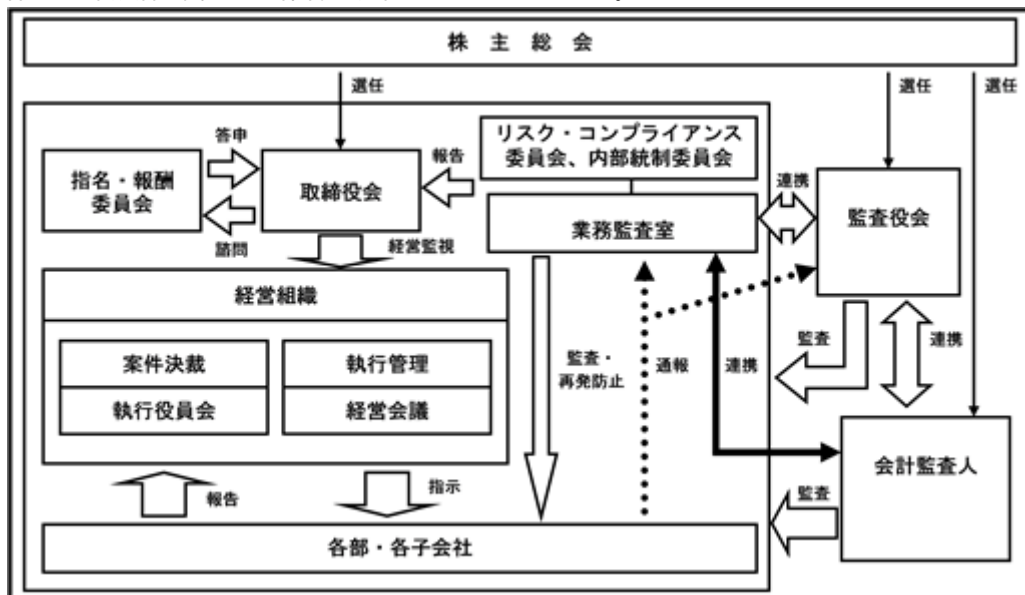 株主総会
選任
選任
選任
答申
リスク・コンプライアンス
委員会、内部統制委員会
報告
指名・報酬
委員会
取締役会
連携
監査役会
業務監査室
諮問
経営監視
経営組織
案件決裁
執行管理
監査・
再発防止
通報
連携
監査
連携
執行役員会
経営会議
会計監査人
報告
指示
監査
各部・各子会社